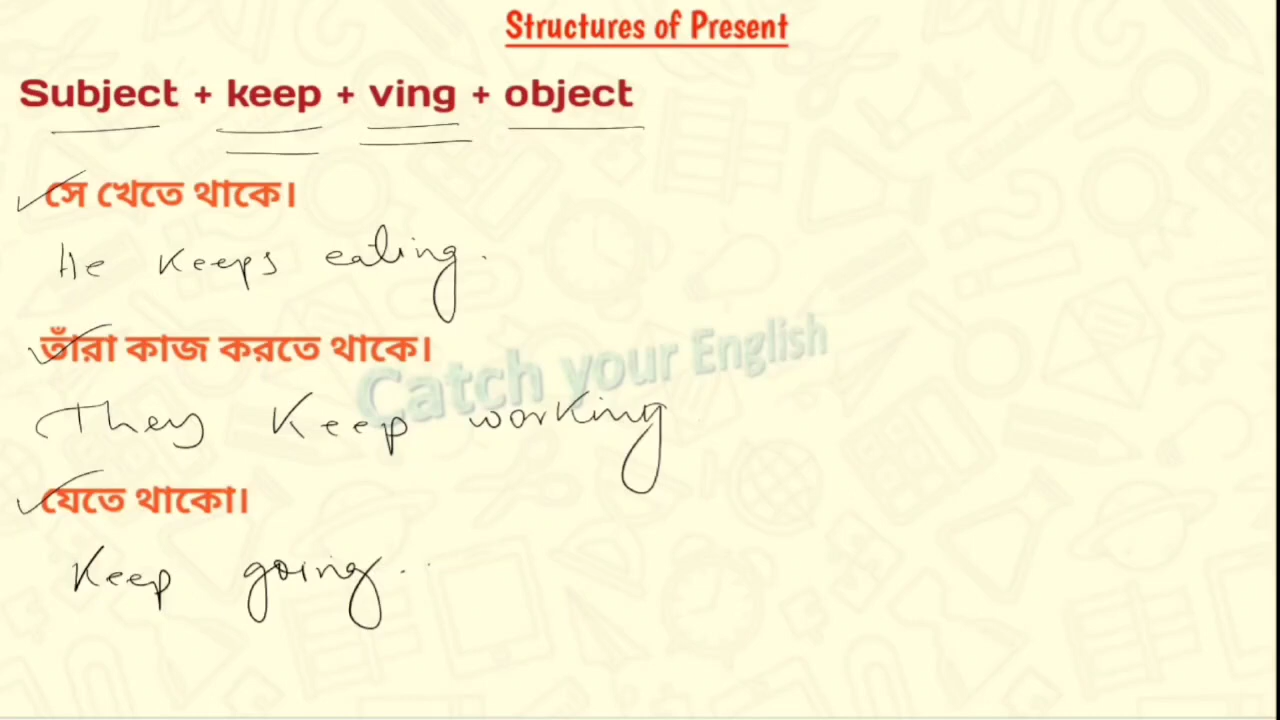 Structures of Present
Subject + keep + ving + object
সে খেতে থাকে।
He keeps eating.
তাঁরা কাজ করতে থাকে।
Catch your English
They keep working
যেতে থাকো।
Keep going..